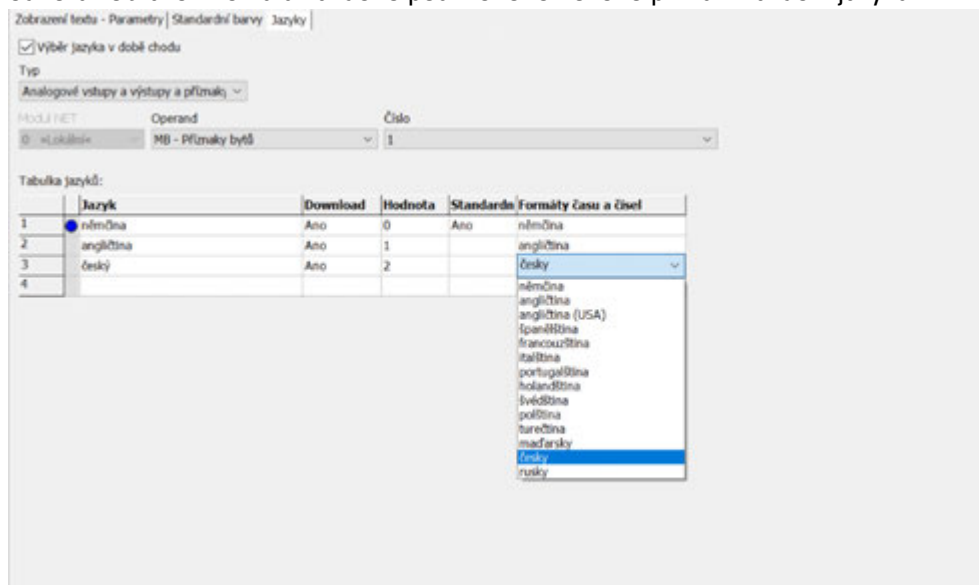 Zobrazení textu - Parametry Standardní barvy Jazyky
Výběr jazyka v době chodu
Typ
Analogové vstupy a výstupy a příznaky
Modul NET Operand Číslo
0 »Lokální« MB - Příznaky bytů 1
Tabulka jazyků:
Jazyk Download Hodnota Standardn Formáty času a čísel
1 němčina Ano 0 Ano němčina
2 angličtina Ano 1 angličtina
3 český Ano 2 česky
4
němčina
angličtina
angličtina (USA)
španělština
francouzština
italština
portugalština
holandština
švédština
polština
turečtina
maďarsky
česky
rusky